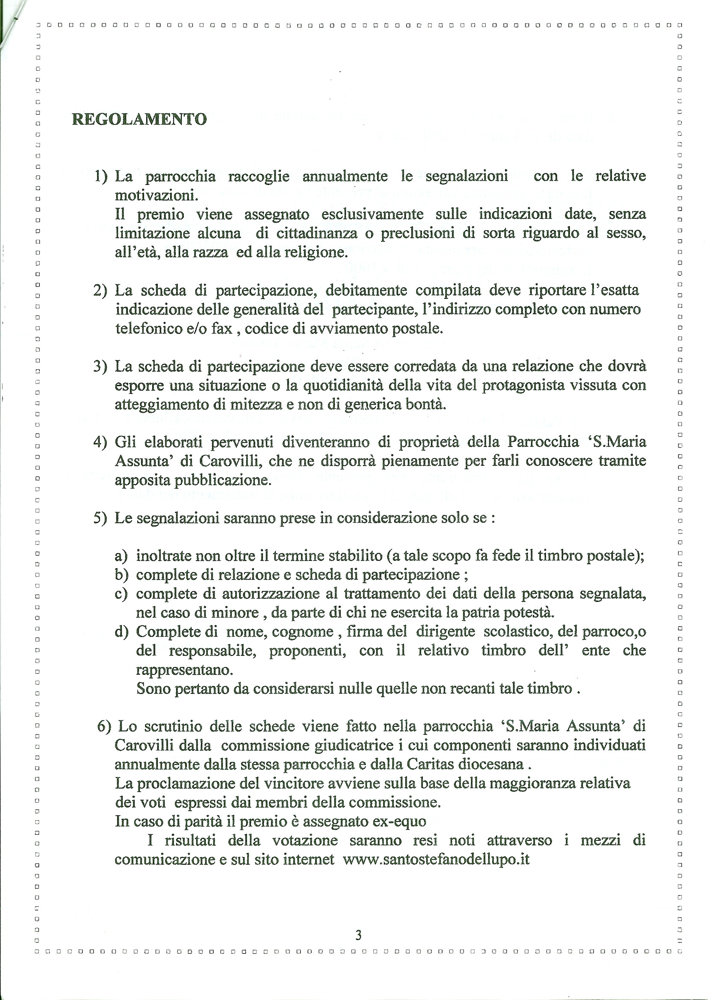 REGOLAMENTO
1) La parrocchia raccoglie annualmente le segnalazioni con le relative
motivazioni.
Il premio viene assegnato esclusivamente sulle indicazioni date, senza
limitazione alcuna di cittadinanza o preclusioni di sorta riguardo al sesso,
all'età, alla razza ed alla religione.
2) La scheda di partecipazione, debitamente compilata deve riportare l'esatta
indicazione delle generalità del partecipante, l'indirizzo completo con numero
telefonico e/o fax , codice di avviamento postale.
3) La scheda di partecipazione deve essere corredata da una relazione che dovrà
esporre una situazione o la quotidianità della vita del protagonista vissuta con
atteggiamento di mitezza e non di generica bontà.
4) Gli elaborati pervenuti diventeranno di proprietà della Parrocchia ‘S.Maria
Assunta’ di Carovilli, che ne disporrà pienamente per farli conoscere tramite
apposita pubblicazione.
5) Le segnalazioni saranno prese in considerazione solo se :
a) inoltrate non oltre il termine stabilito (a tale scopo fa fede il timbro postale);
b) complete di relazione e scheda di partecipazione ;
c) complete di autorizzazione al trattamento dei dati della persona segnalata,
nel caso di minore , da parte di chi ne esercita la patria potestà.
d) Complete di nome, cognome , firma del dirigente scolastico, del parroco,o
del responsabile, proponenti, con il relativo timbro dell’ ente che
rappresentano.
Sono pertanto da considerarsi nulle quelle non recanti tale timbro .
6) Lo scrutinio delle schede viene fatto nella parrocchia ‘S.Maria Assunta’ di
Carovilli dalla commissione giudicatrice i cui componenti saranno individuati
annualmente dalla stessa parrocchia e dalla Caritas diocesana .
La proclamazione del vincitore avviene sulla base della maggioranza relativa
dei voti espressi dai membri della commissione.
In caso di parità il premio è assegnato ex-equo
I risultati della votazione saranno resi noti attraverso i mezzi di
comunicazione e sul sito internet www.santostefanodellupo.it
3